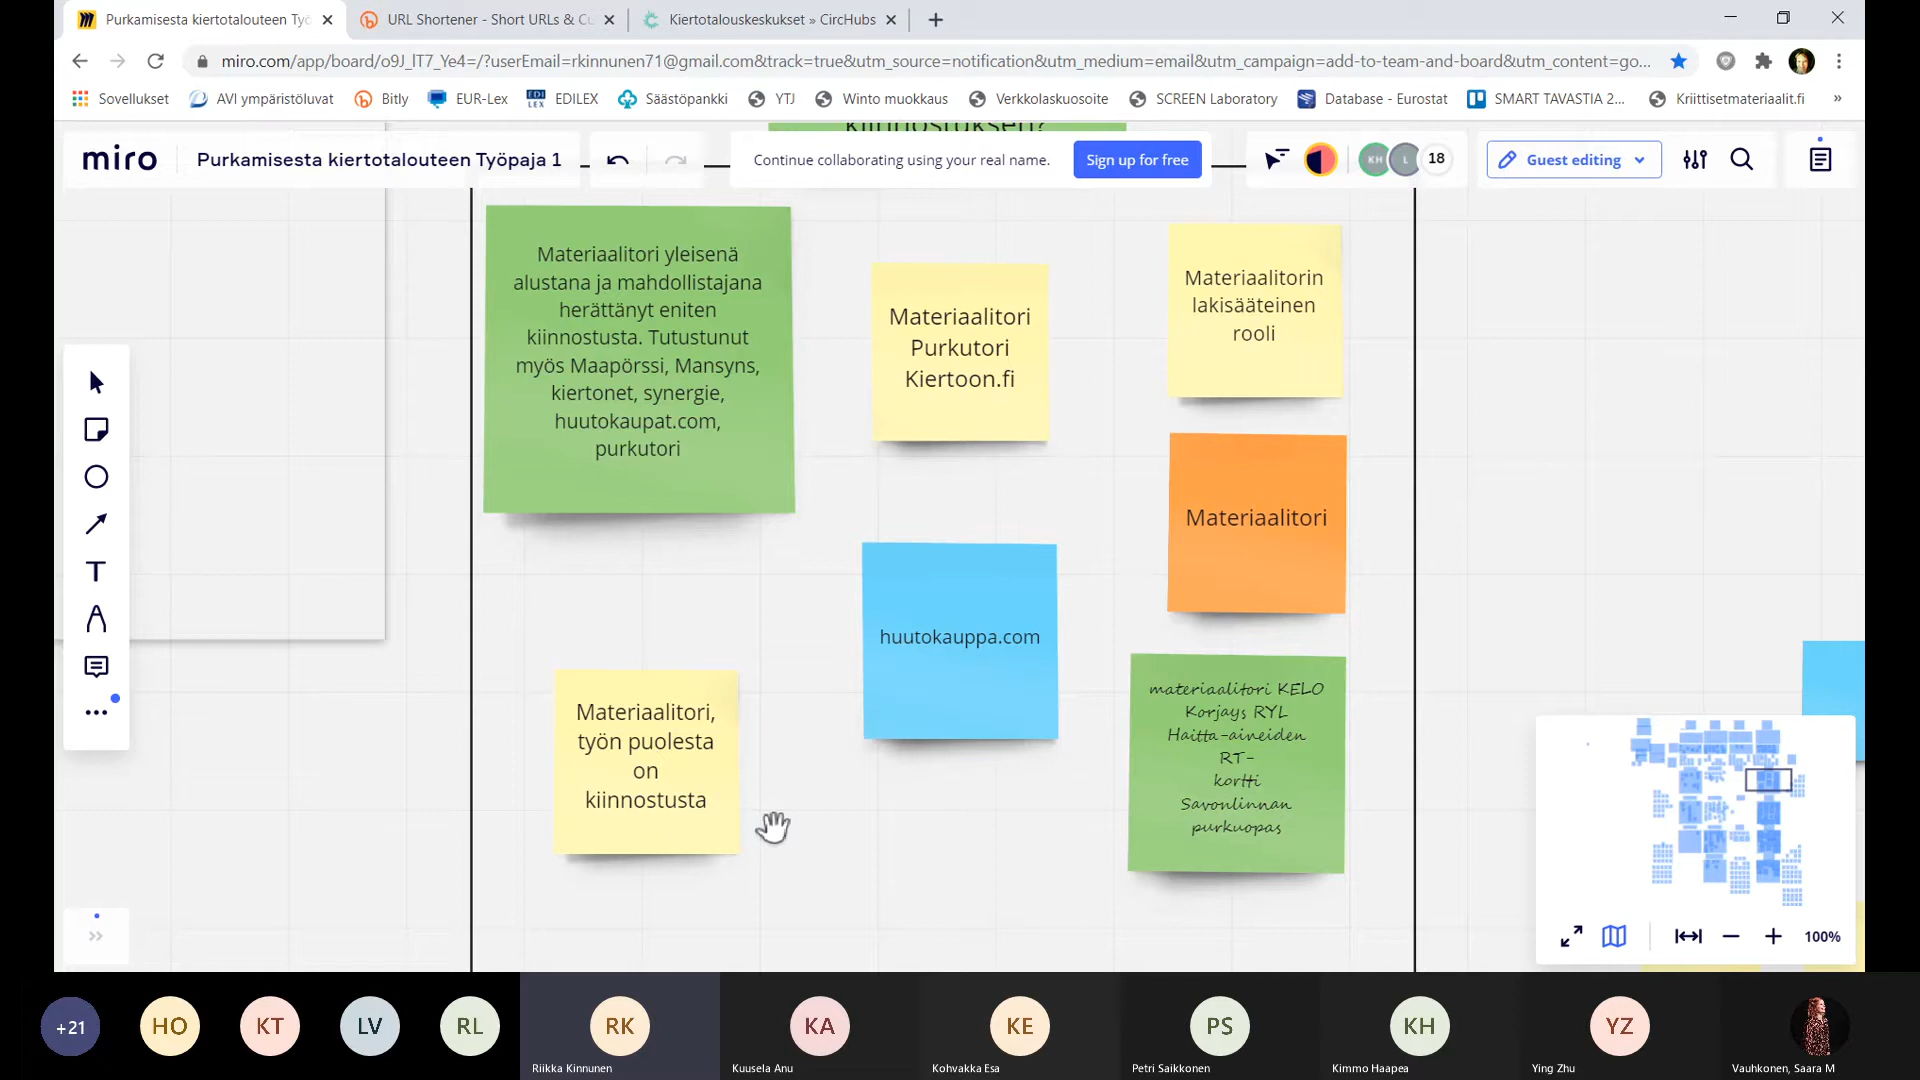 Purkamisesta kiertotalouteen Tyc
URL Shortener - Short URLs & Cu
Kiertotalouskeskukset » CircHubs
miro.com/app/board/o9J_lT7_Ye4=/?userEmail=rkinnunen71@gmail.com&track=true&utm_source=notification&utm_medium=email&utm_campaign=add-to-team-and-board&utm_content=go...
Sovellukset
AVI ympäristöluvat
Bitly
EUR-Lex
EDILEX
Säästöpankki
YTJ
Winto muokkaus
Verkkolaskuosoite
SCREEN Laboratory
Database - Eurostat
SMART TAVASTIA 2...
Kriittisetmateriaalit.fi
»
kiinnostuksen?
miro
Purkamisesta kiertotalouteen Työpaja 1
Continue collaborating using your real name.
Sign up for free
KH
L
18
Guest editing
Materiaalitori yleisenä
alustana ja mahdollistajana
herättänyt eniten
kiinnostusta. Tutustunut
myös Maapörssi, Mansyns,
kiertonet, synergie,
huutokaupat.com,
purkutori
Materiaalitori
Purkutori
Kiertoon.fi
Materiaalitorin
lakisääteinen
rooli
Materiaalitori
huutokauppa.com
Materiaalitori,
työn puolesta
on
kiinnostusta
materiaalitori KELO
Korjays RYL
Haitta-aineiden
RT-
kortti
Savonlinnan
purkuopas
100%
+21
HO
KT
LV
RL
RK
KA
KE
PS
KH
YZ
Riikka Kinnunen
Kuusela Anu
Kohvakka Esa
Petri Saikkonen
Kimmo Haapea
Ying Zhu
Vauhkonen, Saara M